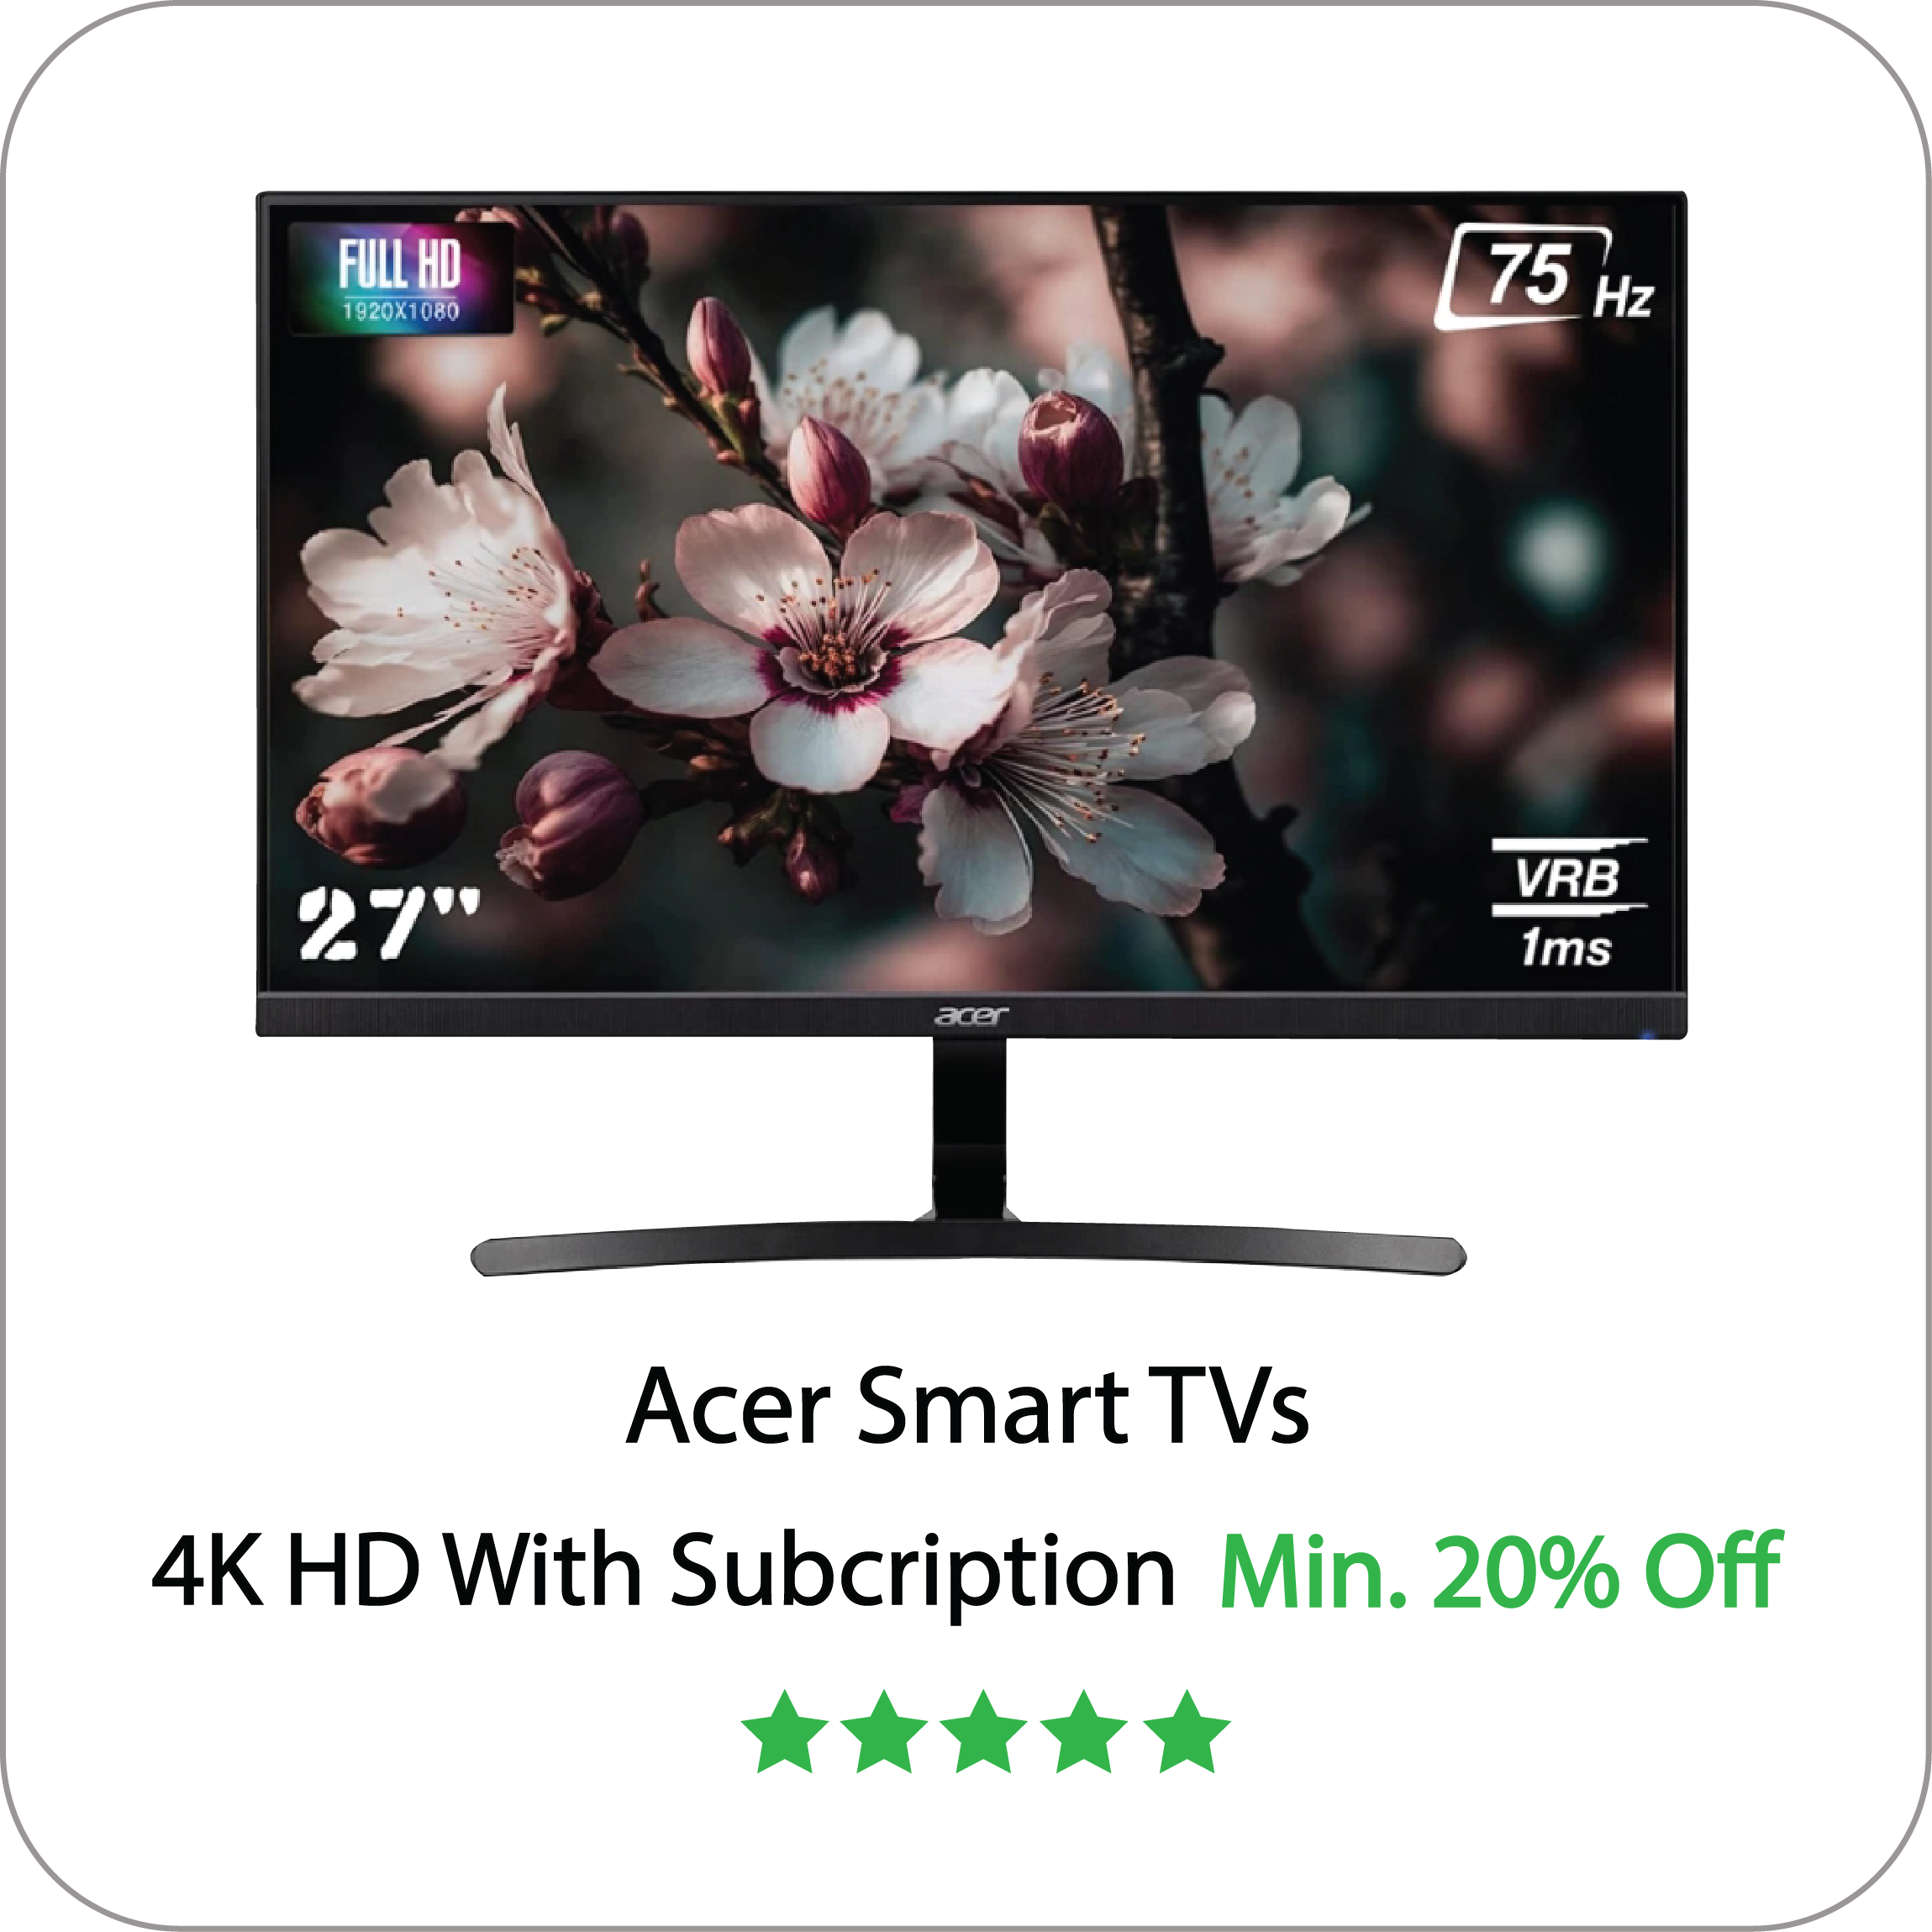 FULL HD
1920X1080
75 Hz
27"
VRB
1ms
acer
Acer Smart TVs
4K HD With Subcription Min. 20% Off